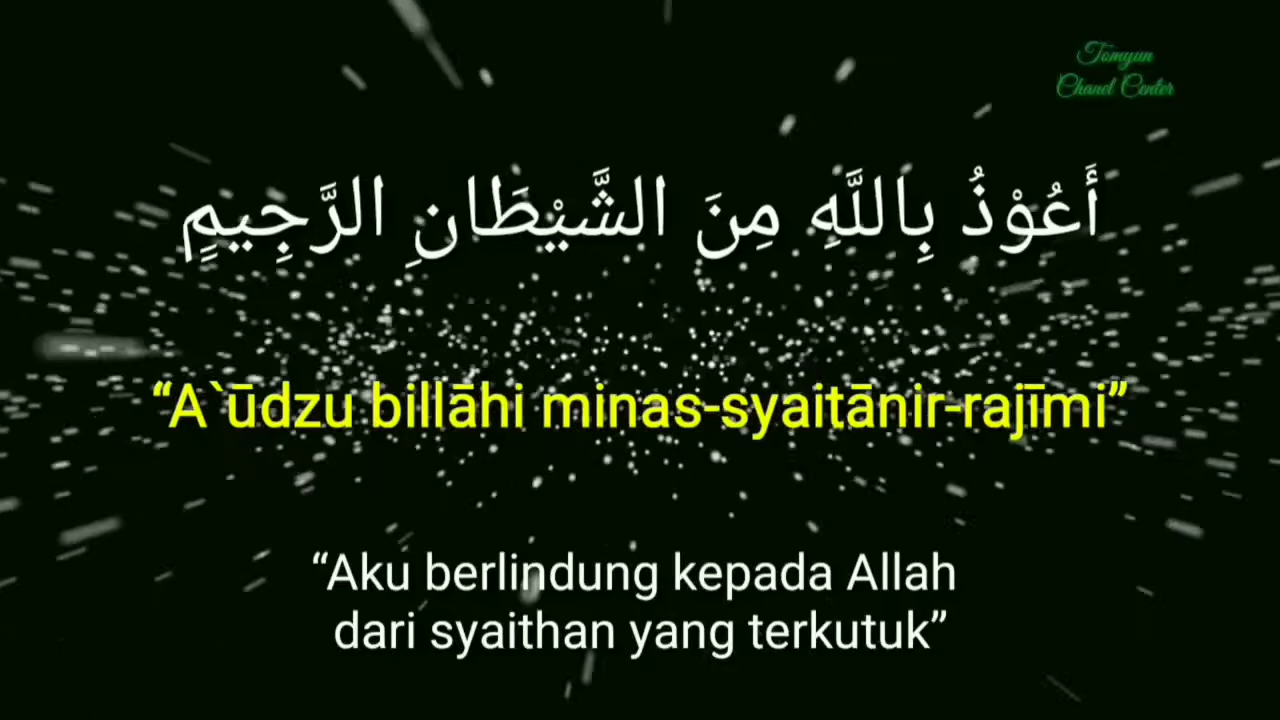 Tomyun
Chanel Center
أَعُوْذُ بِاللَّهِ مِنَ الشَّيْطَانِ الرَّجِيمِ
“A`ūdzu billāhi minas-syaitānir-rajīmi”
“Aku berlindung kepada Allah
dari syaithan yang terkutuk”